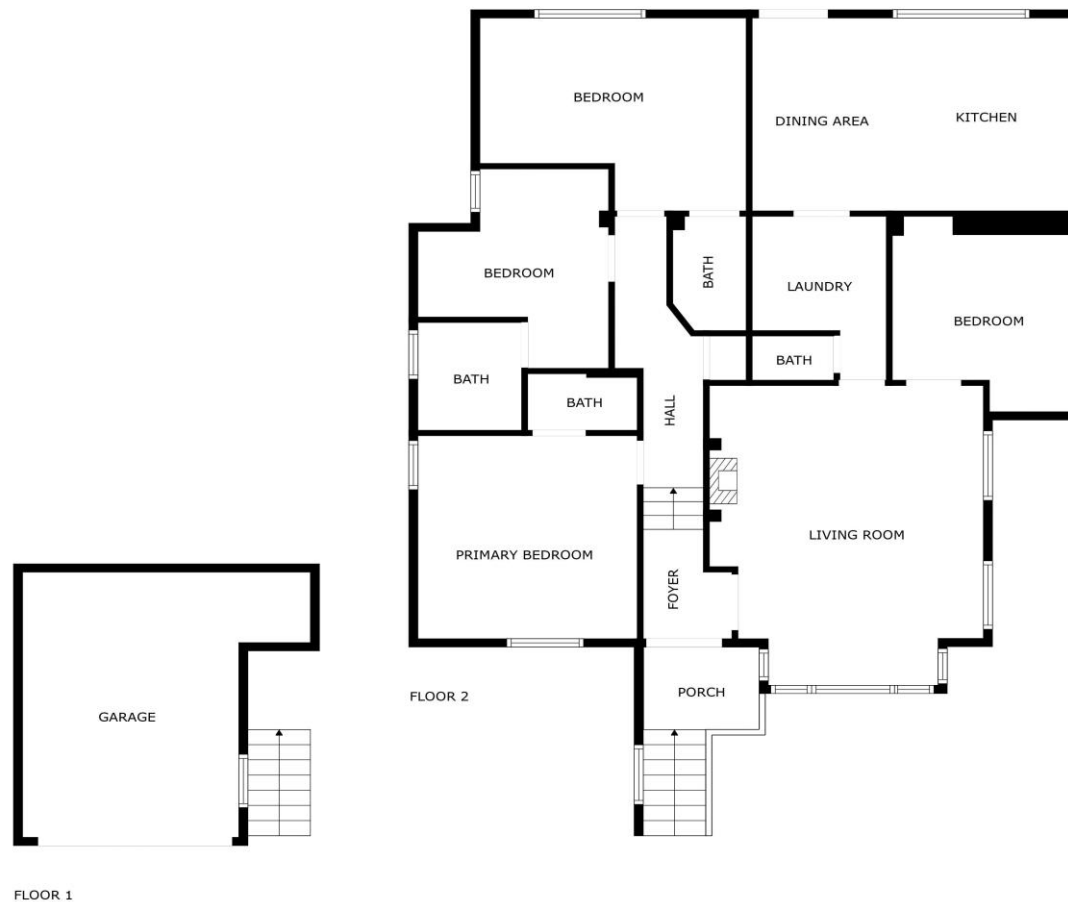 BEDROOM
DINING AREA
KITCHEN
BEDROOM
BATH
LAUNDRY
BEDROOM
BATH
BATH
BATH
HALL
LIVING ROOM
PRIMARY BEDROOM
FOYER
PORCH
FLOOR 2
GARAGE
FLOOR 1